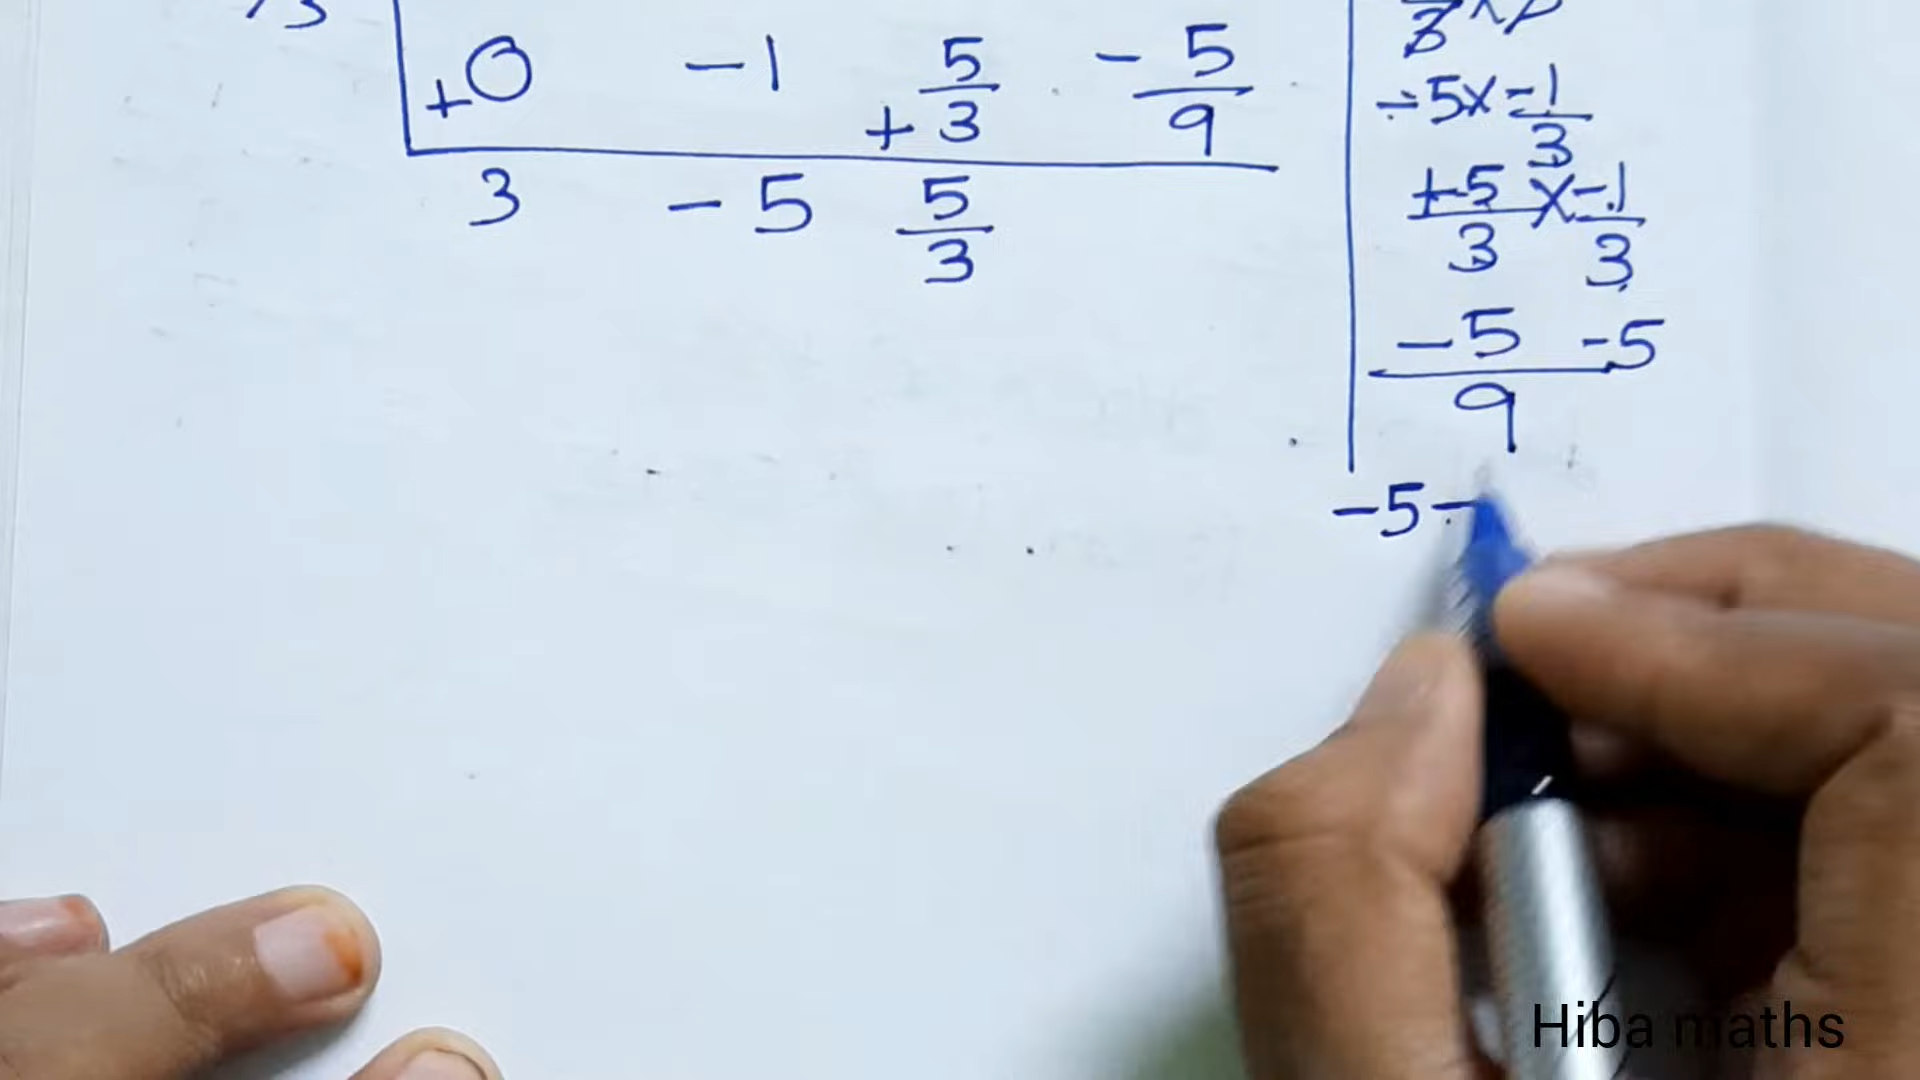 +0 -1 +5/3 -5/9
3 -5 5/3
÷5×-1/3
+5/3 × -1/3
-5 -5
9
-5-
Hiba maths